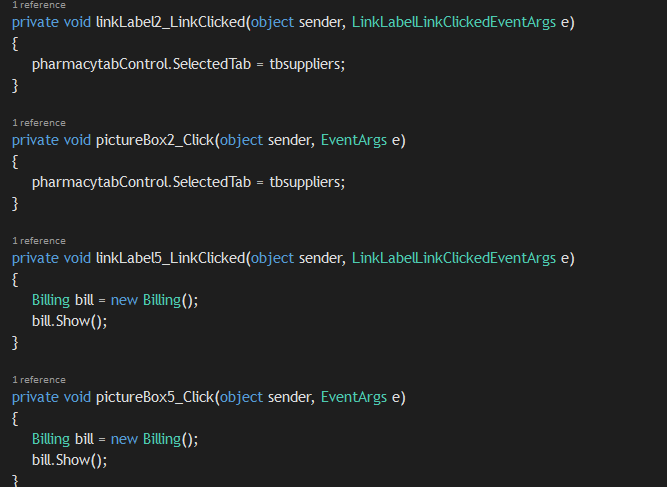 1 reference
private void linkLabel2_LinkClicked(object sender, LinkLabelLinkClickedEventArgs e)
{
pharmacytabControl.SelectedTab = tbsuppliers;
}
1 reference
private void pictureBox2_Click(object sender, EventArgs e)
{
pharmacytabControl.SelectedTab = tbsuppliers;
}
1 reference
private void linkLabel5_LinkClicked(object sender, LinkLabelLinkClickedEventArgs e)
{
Billing bill = new Billing();
bill.Show();
}
1 reference
private void pictureBox5_Click(object sender, EventArgs e)
{
Billing bill = new Billing();
bill.Show();
}